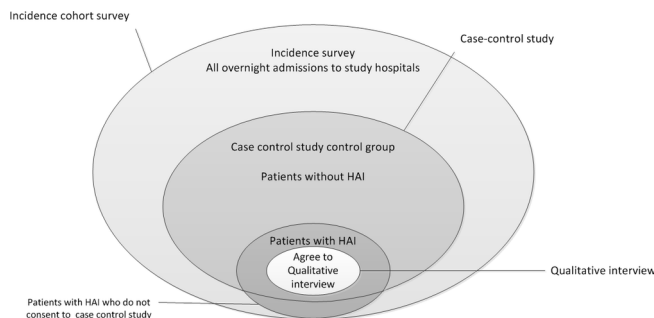 Incidence cohort survey
Case-control study
Incidence survey
All overnight admissions to study hospitals
Case control study control group
Patients without HAI
Patients with HAI
Agree to
Qualitative
interview
Qualitative interview
Patients with HAI who do not
consent to case control study